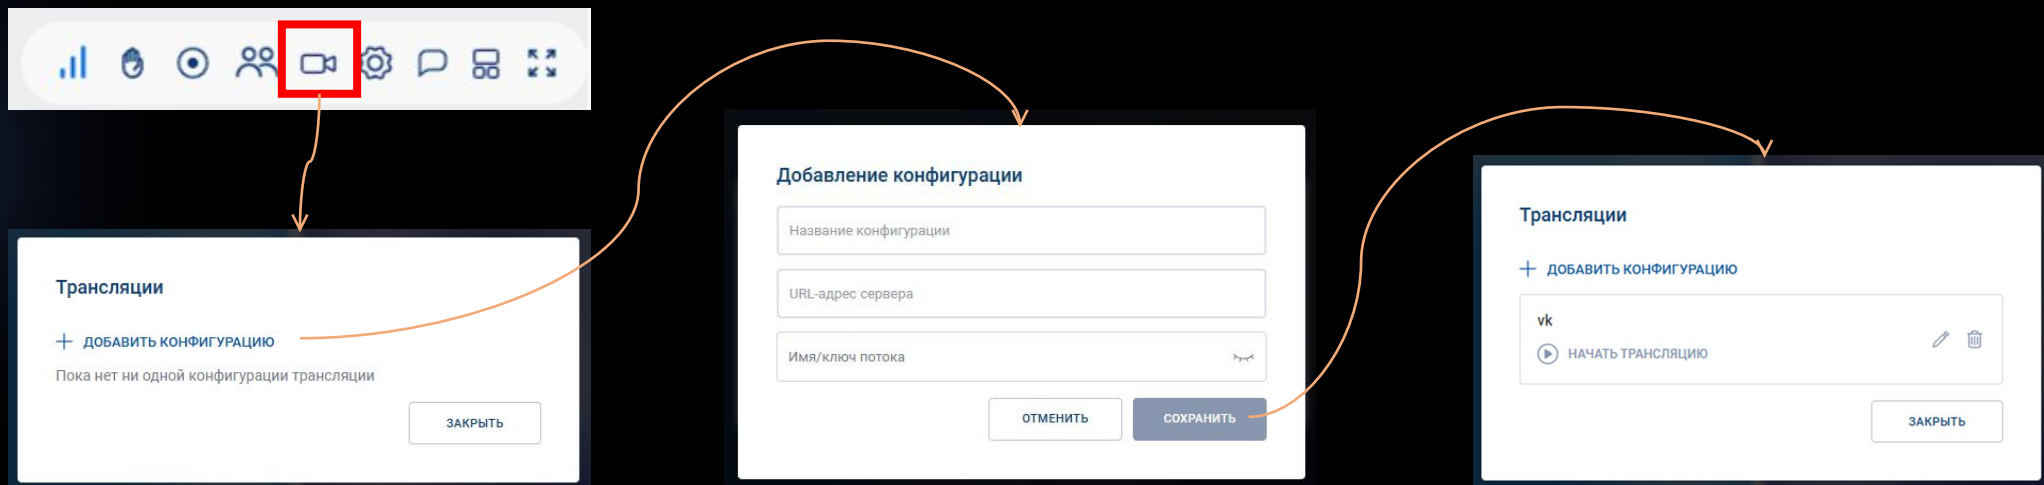 Трансляции
ДОБАВИТЬ КОНФИГУРАЦИЮ
Пока нет ни одной конфигурации трансляции
ЗАКРЫТЬ
Добавление конфигурации
Название конфигурации
URL-адрес сервера
Имя/ключ потока
ОТМЕНИТЬ СОХРАНИТЬ
Трансляции
ДОБАВИТЬ КОНФИГУРАЦИЮ
vk
НАЧАТЬ ТРАНСЛЯЦИЮ
ЗАКРЫТЬ